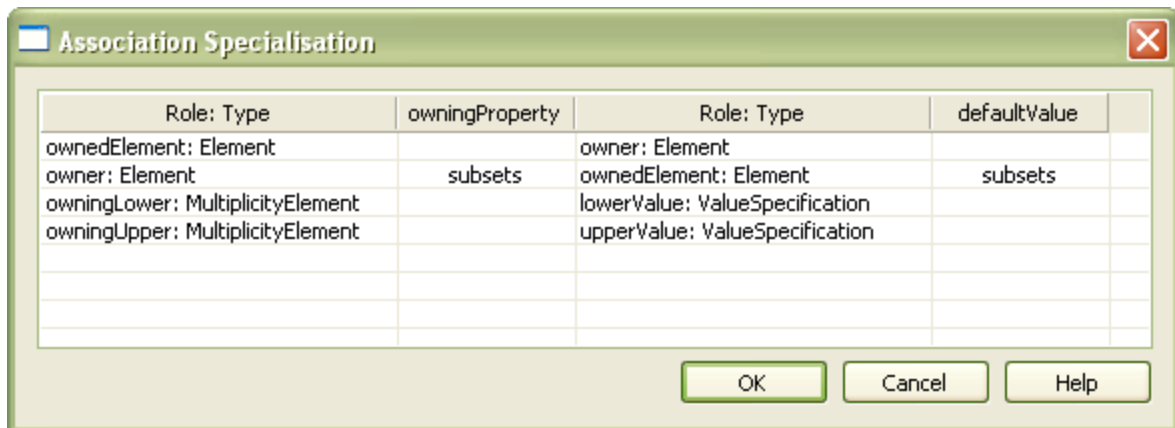 Association Specialisation
Role: Type owningProperty Role: Type defaultValue
ownedElement: Element owner: Element
owner: Element subsets ownedElement: Element subsets
owningLower: MultiplicityElement lowerValue: ValueSpecification
owningUpper: MultiplicityElement upperValue: ValueSpecification
OK Cancel Help